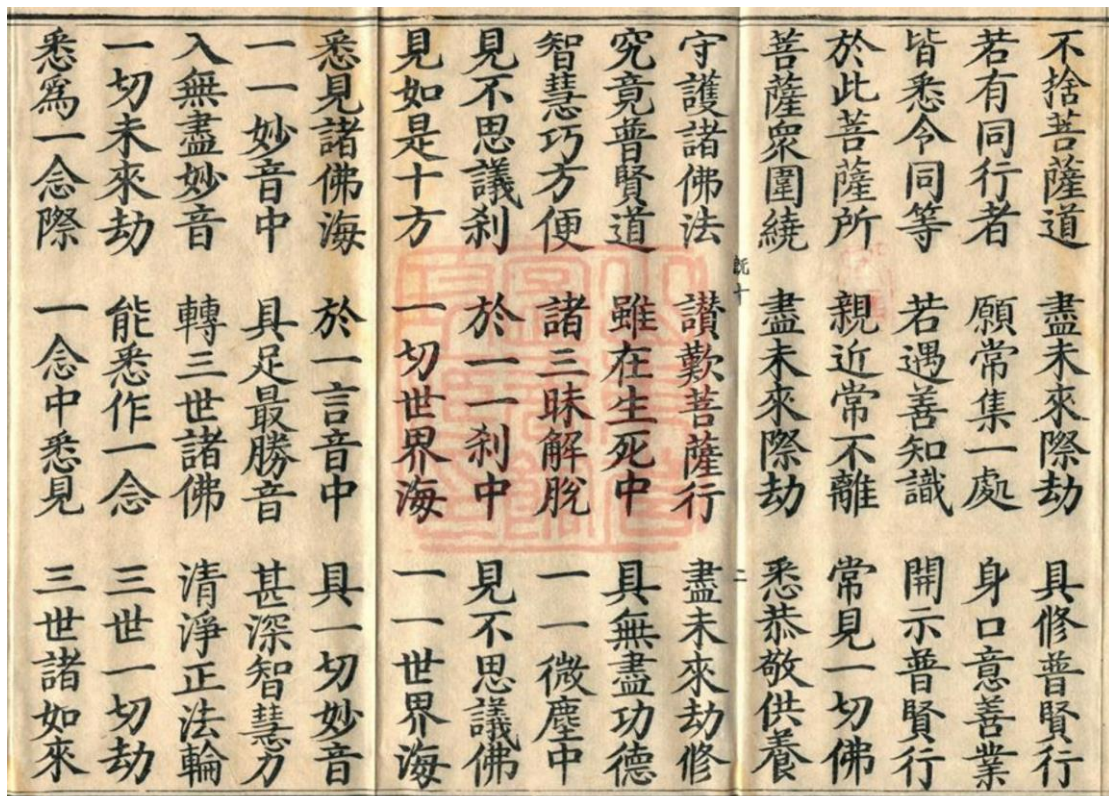 不捨菩薩道 盡未來際劫 具修普賢行
若有同行者 願常集一處 身口意善業
皆悉令同等 若遇善知識 開示普賢行
於此菩薩所 親近常不離 常見一切佛
菩薩眾圍繞 盡未來際劫 悉恭敬供養
守護諸佛法 讃歎菩薩行 盡未來劫修
究竟普賢道 雖在生死中 具無盡功德
智慧巧方便 諸三昧解脫 一一微塵中
見不思議刹 於一一刹中 見不思議佛
見如是十方 一切世界海 一一世界海
悉見諸佛海 於一言音中 具一切妙音
一一妙音中 具足最勝音 甚深智慧力
入無盡妙音 轉三世諸佛 清淨正法輪
一切未來劫 能悉作一念 三世一切劫
悉爲一念際 一念中悉見 三世諸如來